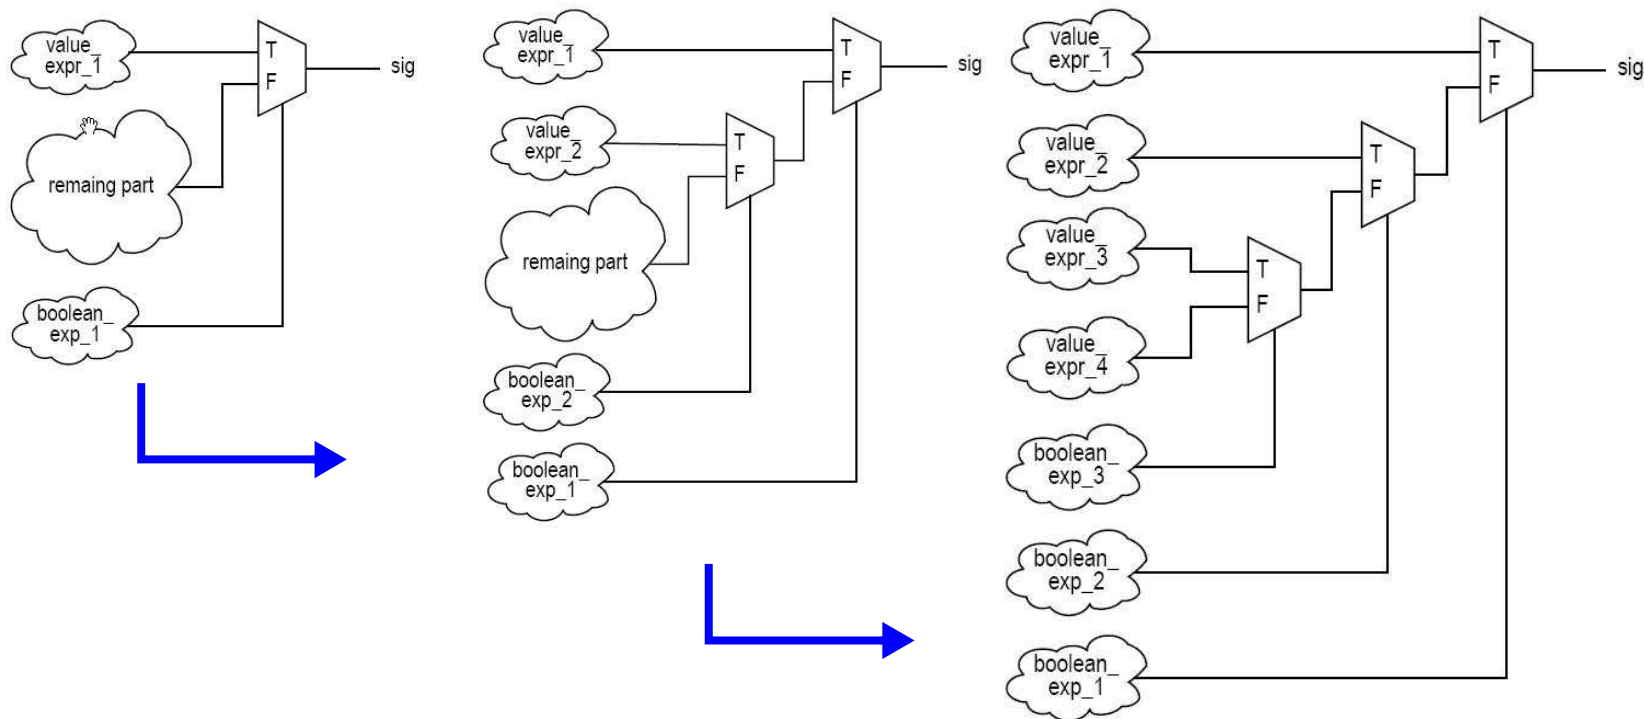 value_
expr_1
T
F
sig
remaing part
boolean_
exp_1
value_
expr_1
T
F
sig
value_
expr_2
T
F
remaing part
boolean_
exp_2
boolean_
exp_1
value_
expr_1
T
F
sig
value_
expr_2
T
F
value_
expr_3
T
F
value_
expr_4
boolean_
exp_3
boolean_
exp_2
boolean_
exp_1